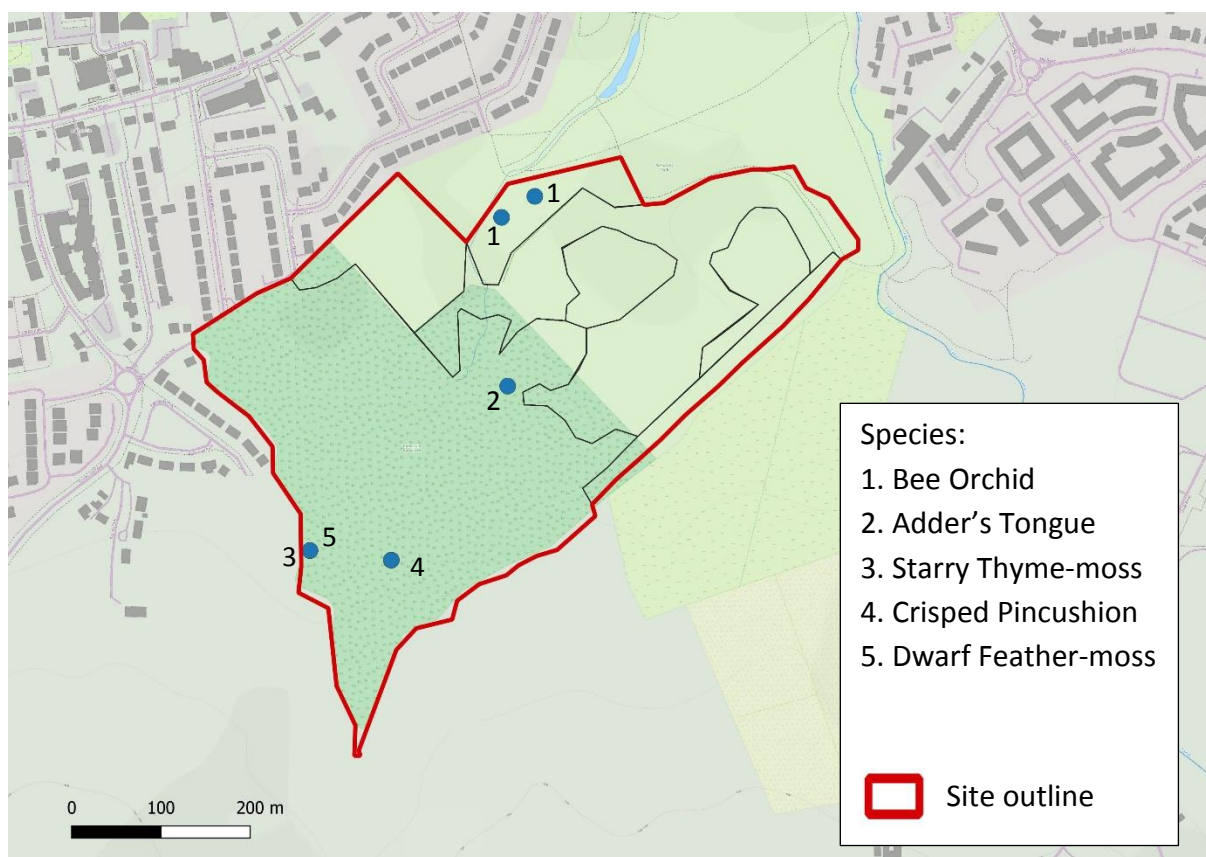 1
1
2
5
3
4
Species:
1. Bee Orchid
2. Adder’s Tongue
3. Starry Thyme-moss
4. Crisped Pincushion
5. Dwarf Feather-moss
Site outline
0 100 200 m